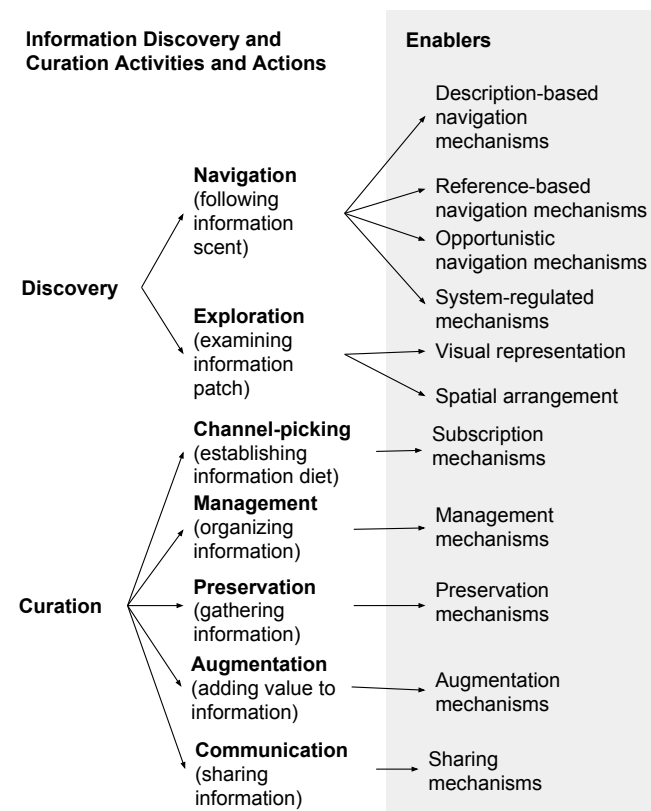 Information Discovery and
Curation Activities and Actions
Enablers
Discovery
Navigation
(following
information
scent)
Description-based
navigation
mechanisms
Reference-based
navigation mechanisms
Opportunistic
navigation mechanisms
System-regulated
mechanisms
Exploration
(examining
information
patch)
Visual representation
Spatial arrangement
Curation
Channel-picking
(establishing
information diet)
Subscription
mechanisms
Management
(organizing
information)
Management
mechanisms
Preservation
(gathering
information)
Preservation
mechanisms
Augmentation
(adding value to
information)
Augmentation
mechanisms
Communication
(sharing
information)
Sharing
mechanisms